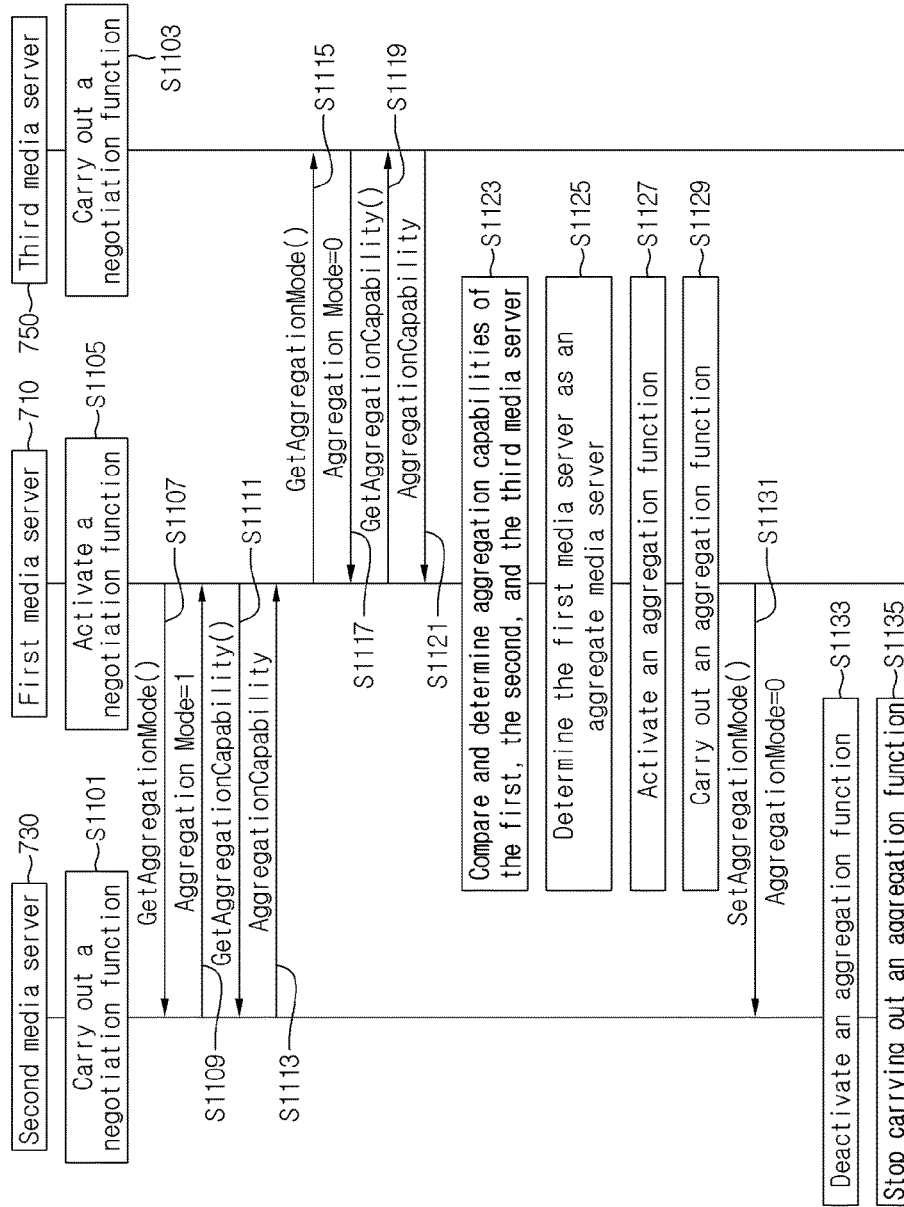 Second media server
730
First media server
710
750
Third media server
Carry out a
negotiation function
S1101
Activate a
negotiation function
S1105
Carry out a
negotiation function
S1103
GetAggregationMode()
S1107
Aggregation Mode=1
S1109
GetAggregationCapability()
S1111
AggregationCapability
S1113
GetAggregationMode()
S1115
Aggregation Mode=0
S1117
GetAggregationCapability()
S1119
AggregationCapability
S1121
Compare and determine aggregation capabilities of
the first, the second, and the third media server
S1123
Determine the first media server as an
aggregate media server
S1125
Activate an aggregation function
S1127
Carry out an aggregation function
S1129
SetAggregationMode()
AggregationMode=0
S1131
Deactivate an aggregation function
S1133
Stop carrying out an aggregation function
S1135